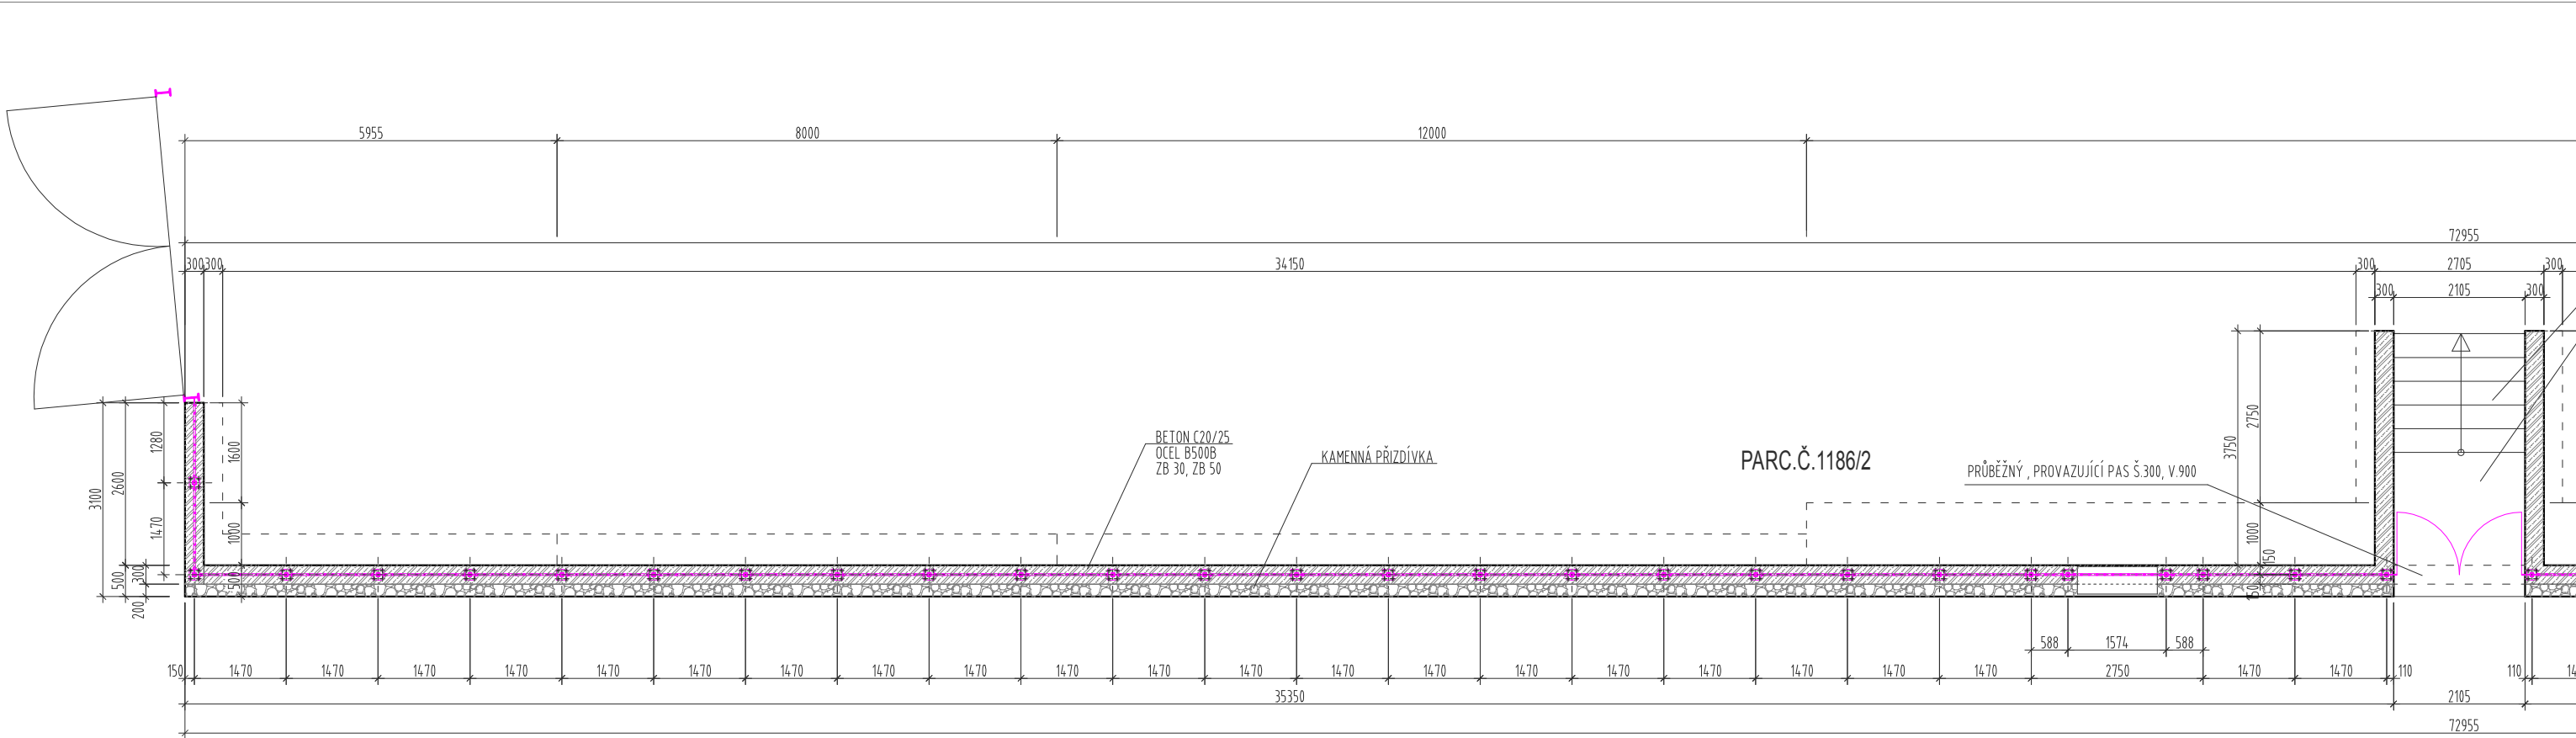 5955 8000 12000
72955
300 300 34150 300 2705 300
300 2105 300
1280 1600 2600 3100 1470 1000 500 300 500 200
BETON C20/25
OCEL B500B
ZB 30, ZB 50
KAMENNÁ PŘIZDÍVKA
PARC.Č.1186/2
PRŮBĚŽNÝ , PROVAZUJÍCÍ PAS Š.300, V.900
3750 2750 1000 150 150
588 1574 588
150 1470 1470 1470 1470 1470 1470 1470 1470 1470 1470 1470 1470 1470 1470 1470 1470 1470 1470 1470 1470 2750 1470 1470 110 110
35350 2105
72955